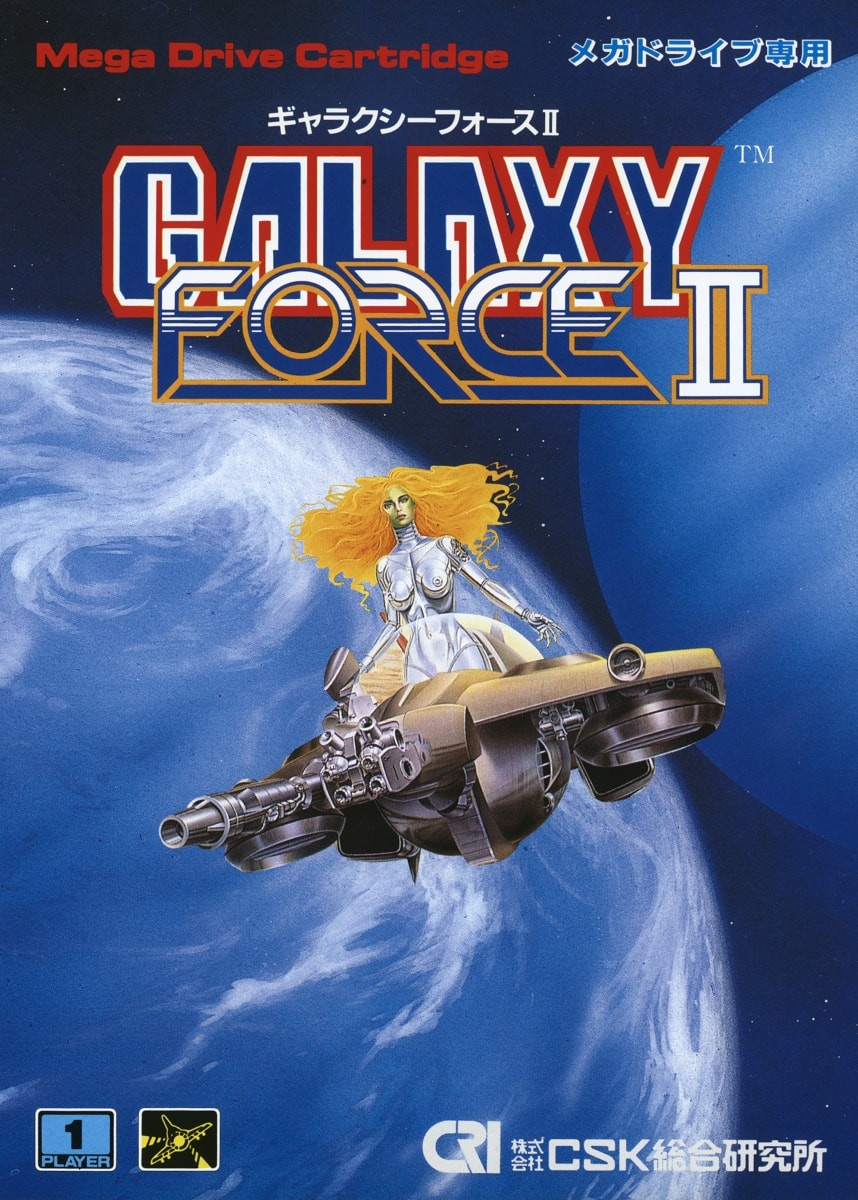 Mega Drive Cartridge
メガドライブ専用
ギャラクシーフォースII
GALAXY™
FORCE II
1
PLAYER
CRI 株式会社CSK総合研究所